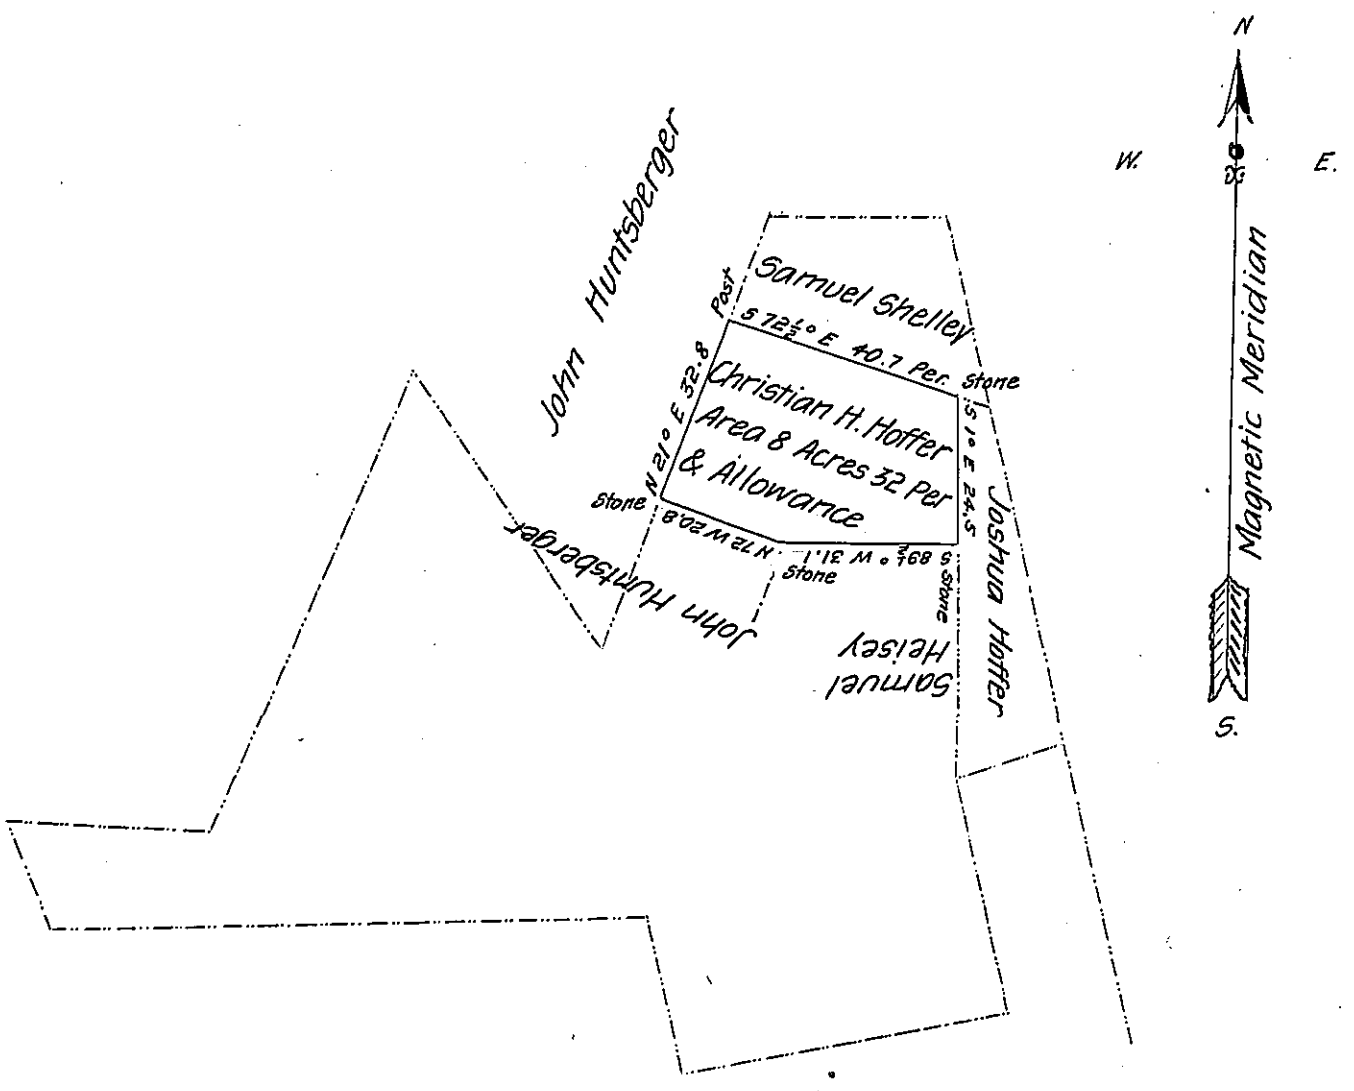 N
W.
E.
Magnetic Meridian
S.
John Huntsberger
Post
Samuel Shelley
S 72½° E 40.7 Per.
Stone
N 21° E 32.8
Christian H. Hoffer
Area 8 Acres 32 Per
& Allowance
S 1° E 24.5
Joshua Hoffer
Stone
N 72 W 20.8
Stone
S 89½° W 31.1
Stone
John Huntsberger
Samuel
Heisey